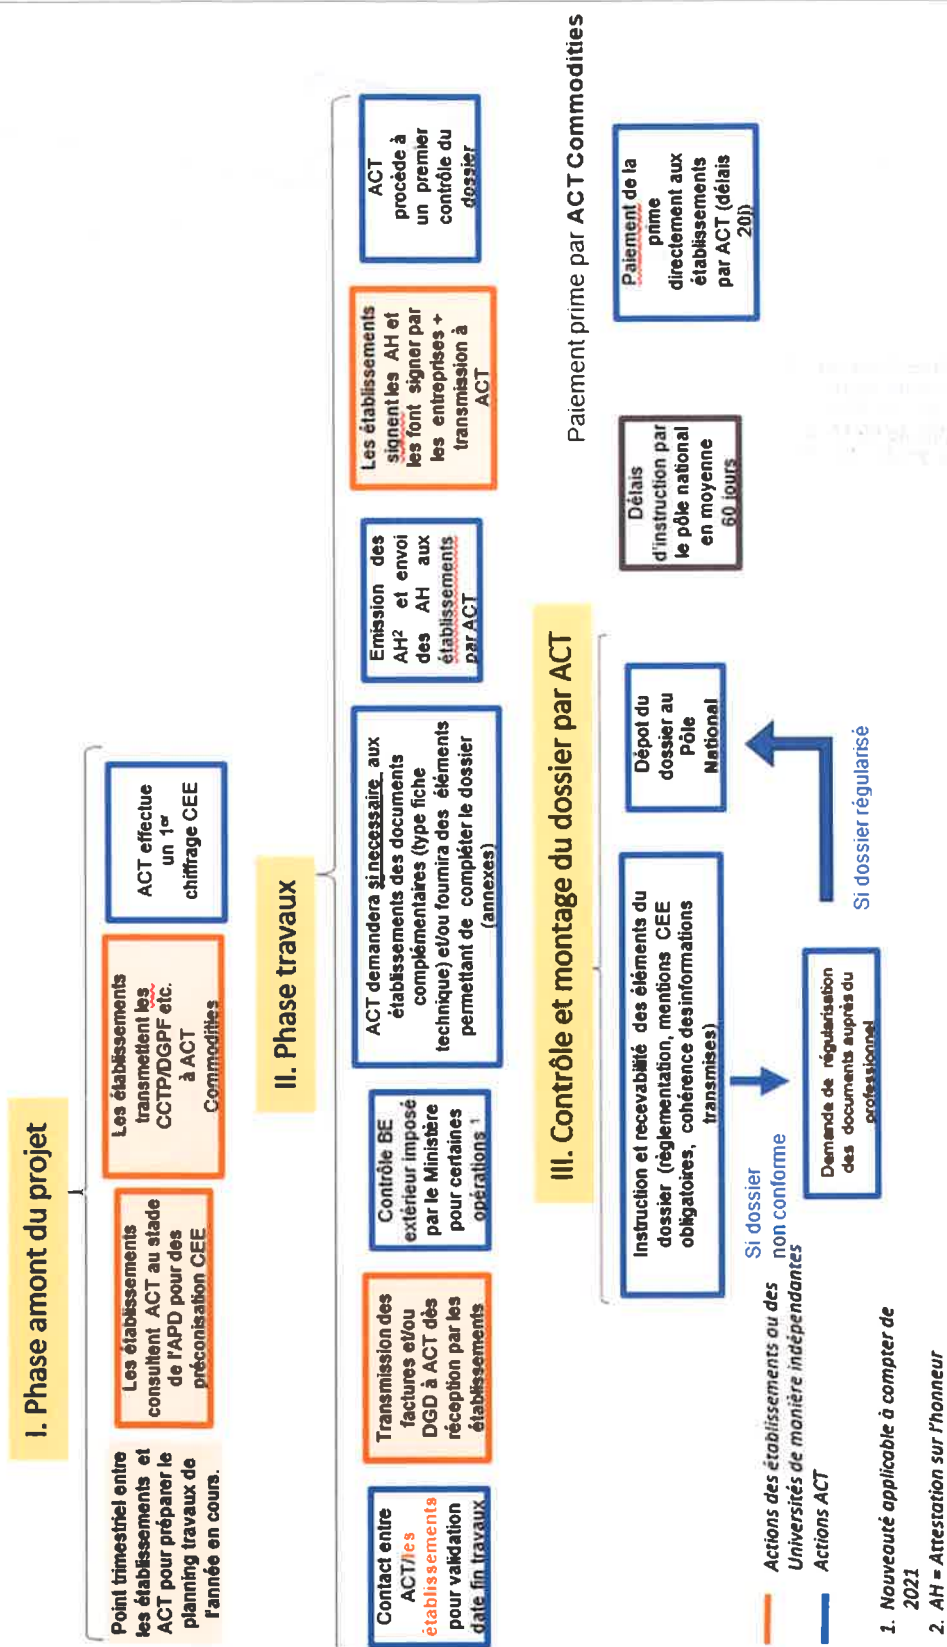 I. Phase amont du projet
Point trimestriel entre
les établissements et
ACT pour préparer le
planning travaux de
l'année en cours.
Les établissements
consultent ACT au stade
de l'APD pour des
préconisation CEE
Les établissements
transmettent les
CCTP/DGPF etc.
à ACT
Commodities
ACT effectue
un 1er
chiffrage CEE
II. Phase travaux
Contact entre
ACT/les
établissements
pour validation
date fin travaux
Transmission des
factures et/ou
DGD à ACT dès
réception par les
établissements
Contrôle BE
extérieur imposé
par le Ministère
pour certaines
opérations 1
ACT demandera si necessaire aux
établissements des documents
complémentaires (type fiche
technique) et/ou fournira des éléments
permettant de compléter le dossier
(annexes)
Emission des
AH2 et envoi
des AH aux
établissements
par ACT
Les établissements
signent les AH et
les font signer par
les entreprises +
transmission à
ACT
ACT
procède à
un premier
contrôle du
dossier
III. Contrôle et montage du dossier par ACT
Instruction et recevabilité des éléments du
dossier (règlementation, mentions CEE
obligatoires, cohérence desinformations
transmises)
Dépot du
dossier au
Pôle
National
Délais
d'instruction par
le pôle national
en moyenne
60 jours
Paiement prime par ACT Commodities
Paiement de la
prime
directement aux
établissements
par ACT (délais
20j)
Si dossier
non conforme
Demande de régularisation
des documents auprès du
professionnel
Si dossier régularisé
Actions des établissements ou des
Universités de manière indépendantes
Actions ACT
1. Nouveauté applicable à compter de
2021
2. AH = Attestation sur l'honneur